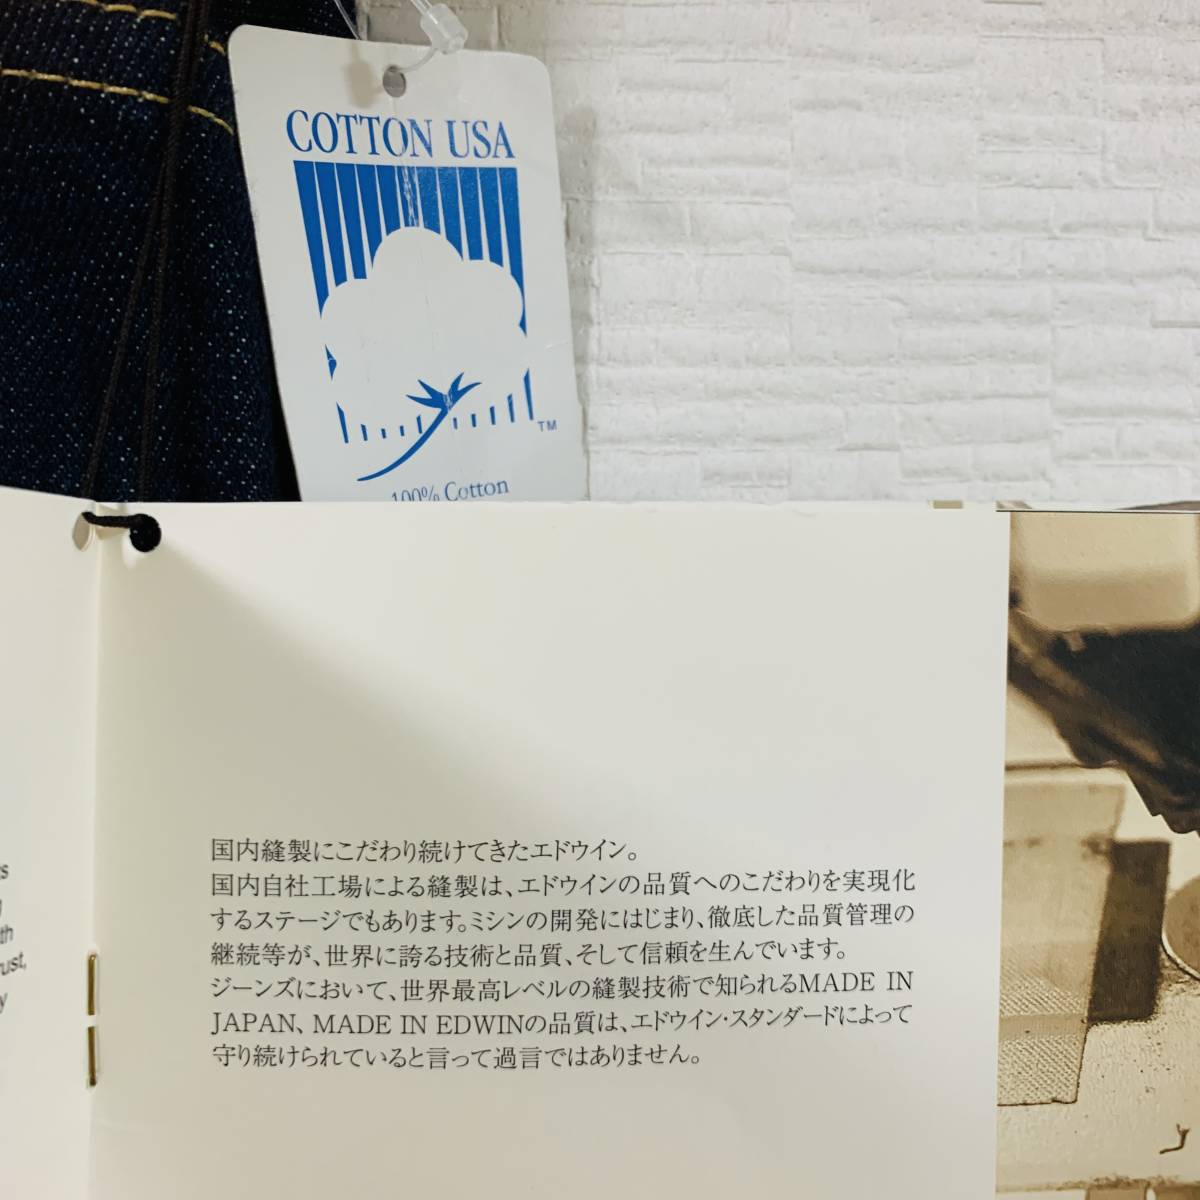 COTTON USA
TM
100% Cotton
国内縫製にこだわり続けてきたエドウイン。
国内自社工場による縫製は、エドウインの品質へのこだわりを実現化
するステージでもあります。ミシンの開発にはじまり、徹底した品質管理の
継続等が、世界に誇る技術と品質、そして信頼を生んでいます。
ジーンズにおいて、世界最高レベルの縫製技術で知られるMADE IN
JAPAN、MADE IN EDWINの品質は、エドウイン・スタンダードによって
守り続けられていると言って過言ではありません。